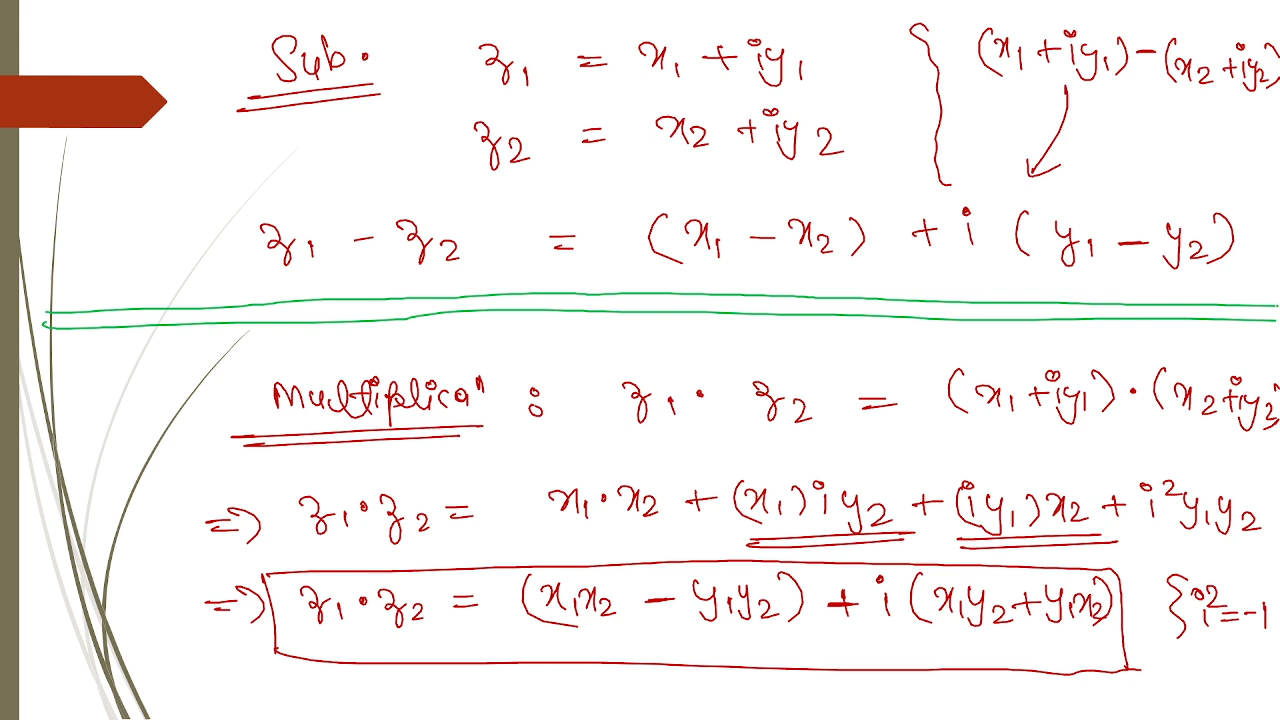 Sub. z₁ = x₁ + iy₁ { (x₁ + iy₁) - (x₂ + iy₂)
z₂ = x₂ + iy₂
z₁ - z₂ = (x₁ - x₂) + i (y₁ - y₂)
Multiplicaⁿ : z₁ . z₂ = (x₁ + iy₁) . (x₂ + iy₂)
=> z₁ . z₂ = x₁ . x₂ + (x₁) i y₂ + (iy₁) x₂ + i² y₁ y₂
=> z₁ . z₂ = (x₁x₂ - y₁y₂) + i (x₁y₂ + y₁x₂) { i² = -1